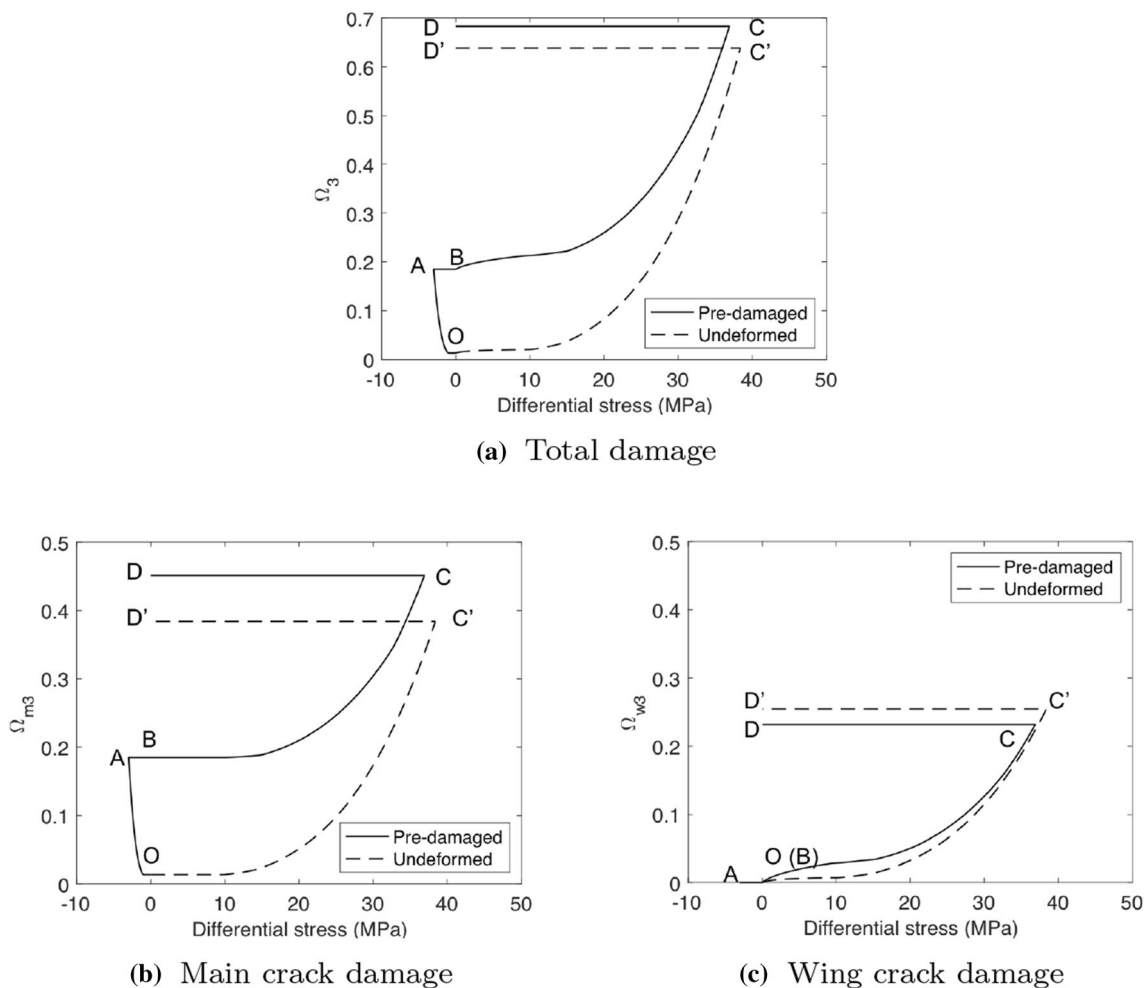 D
C
D'
C'
0.7
0.6
0.5
0.4
0.3
0.2
0.1
0
Ω3
A
B
O
Pre-damaged
Undeformed
-10 0 10 20 30 40 50
Differential stress (MPa)
(a) Total damage
0.5
0.4
0.3
0.2
0.1
0
Ωm3
D
C
D'
C'
B
A
O
Pre-damaged
Undeformed
-10 0 10 20 30 40 50
Differential stress (MPa)
(b) Main crack damage
0.5
0.4
0.3
0.2
0.1
0
Ωw3
Pre-damaged
Undeformed
D'
C'
D
C
O (B)
A
-10 0 10 20 30 40 50
Differential stress (MPa)
(c) Wing crack damage